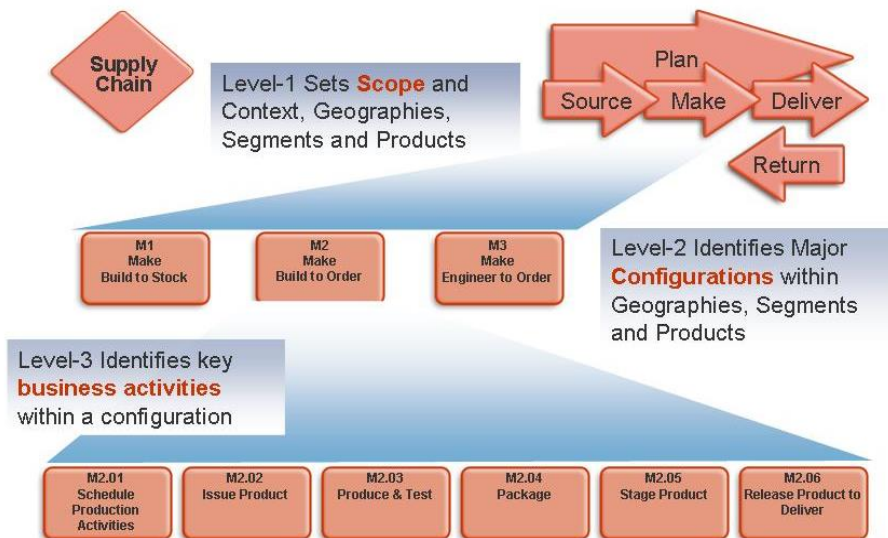 Supply
Chain
Level-1 Sets Scope and
Context, Geographies,
Segments and Products
Plan
Source
Make
Deliver
Return
M1
Make
Build to Stock
M2
Make
Build to Order
M3
Make
Engineer to Order
Level-2 Identifies Major
Configurations within
Geographies, Segments
and Products
Level-3 Identifies key
business activities
within a configuration
M2.01
Schedule
Production
Activities
M2.02
Issue Product
M2.03
Produce & Test
M2.04
Package
M2.05
Stage Product
M2.06
Release Product to
Deliver